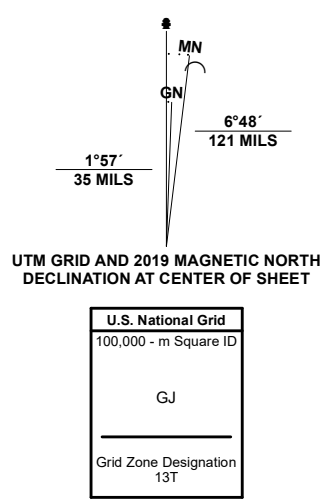 MN
GN
6°48´
121 MILS
1°57´
35 MILS
UTM GRID AND 2019 MAGNETIC NORTH
DECLINATION AT CENTER OF SHEET
U.S. National Grid
100,000 - m Square ID
GJ
Grid Zone Designation
13T